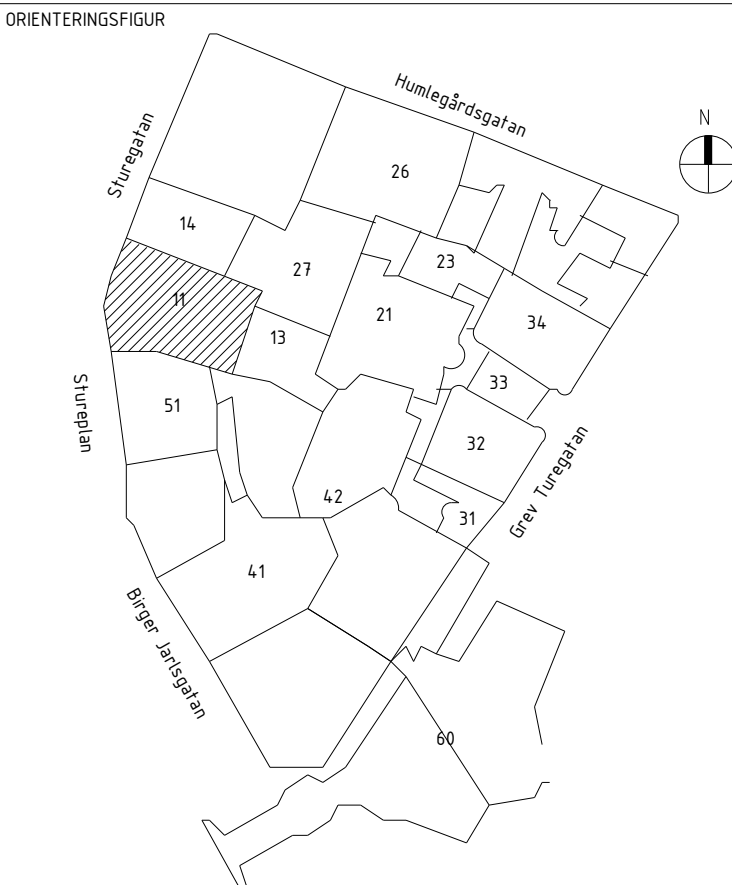 ORIENTERINGSFIGUR
Humlegårdsgatan
N
Sturegatan
26
14
23
27
11
21
34
13
33
Stureplan
51
32
Grev Turegatan
42
31
41
Birger Jarlsgatan
60